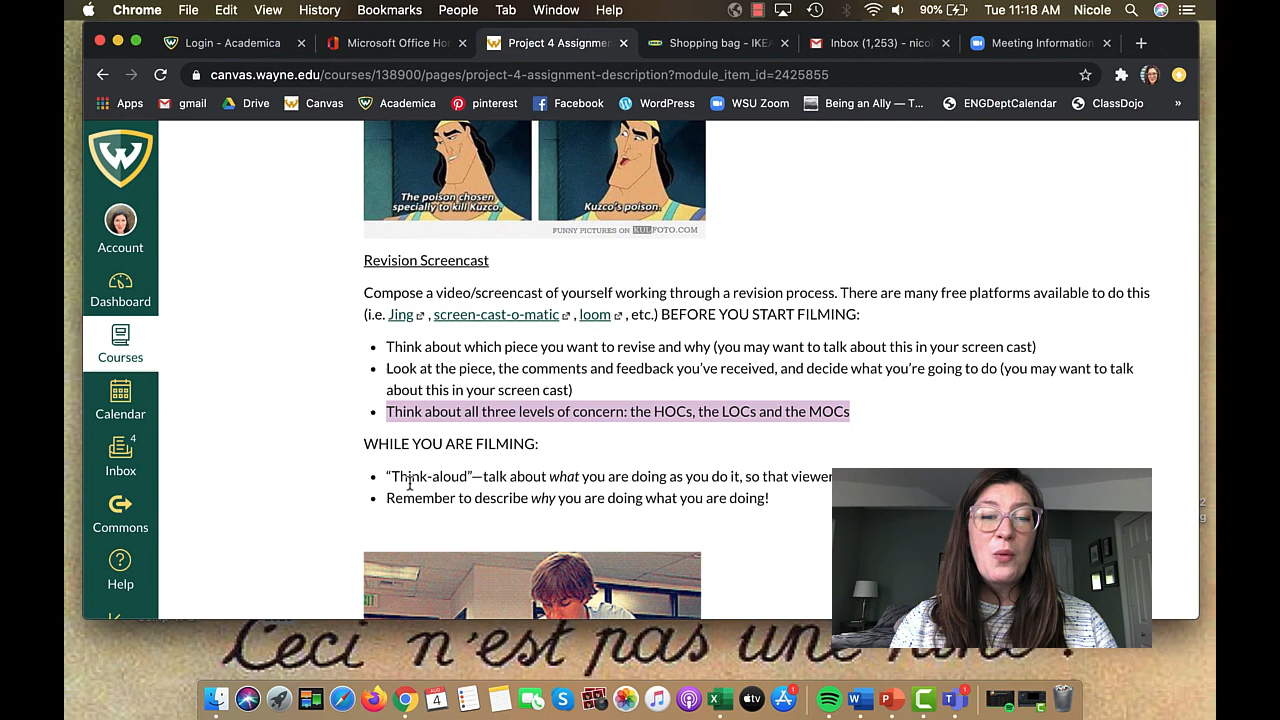 Chrome File Edit View History Bookmarks People Tab Window Help 90% Tue 11:18 AM Nicole
Login - Academica Microsoft Office Ho Project 4 Assignme Shopping bag - IKE Inbox (1,253) - nicol Meeting Information
canvas.wayne.edu/courses/138900/pages/project-4-assignment-description?module_item_id=2425855
Apps gmail Drive Canvas Academica pinterest Facebook WordPress WSU Zoom Being an Ally — T... ENGDeptCalendar ClassDojo »
W
Account
Dashboard
Courses
Calendar
4
Inbox
Commons
Help
The poison chosen
specially to kill Kuzco.
Kuzco's poison.
FUNNY PICTURES ON KULFOTO.COM
Revision Screencast
Compose a video/screencast of yourself working through a revision process. There are many free platforms available to do this
(i.e. Jing , screen-cast-o-matic , loom , etc.) BEFORE YOU START FILMING:
• Think about which piece you want to revise and why (you may want to talk about this in your screen cast)
• Look at the piece, the comments and feedback you've received, and decide what you're going to do (you may want to talk
about this in your screen cast)
• Think about all three levels of concern: the HOCs, the LOCs and the MOCs
WHILE YOU ARE FILMING:
• “Think-aloud”—talk about what you are doing as you do it, so that viewer
• Remember to describe why you are doing what you are doing!
Ceci n'est pas une
AUG
4
tv
1
1